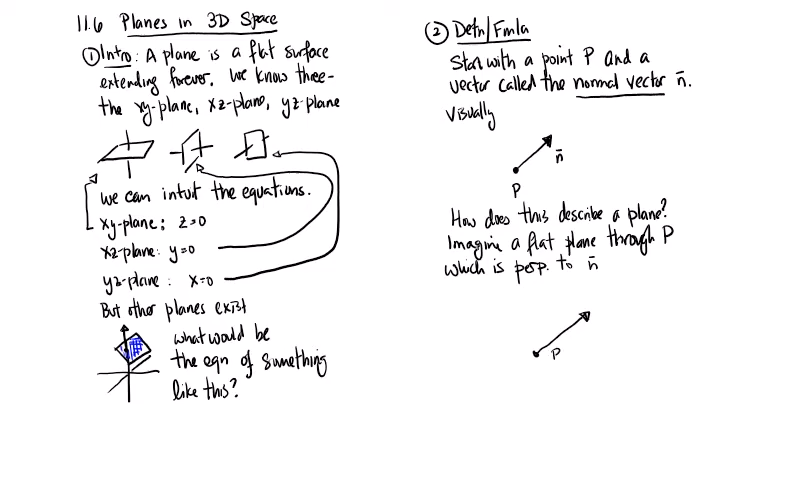 11.6 Planes in 3D Space
① Intro: A plane is a flat surface
extending forever. We know three-
the xy-plane, xz-plane, yz-plane
we can intuit the equations.
xy-plane: z=0
xz-plane: y=0
yz-plane: x=0
But other planes exist
what would be
the eqn of something
like this?
② Defn/Fmla
Start with a point P and a
vector called the normal vector n̄.
Visually
n̄
P
How does this describe a plane?
Imagine a flat plane through P
which is perp. to n̄
P